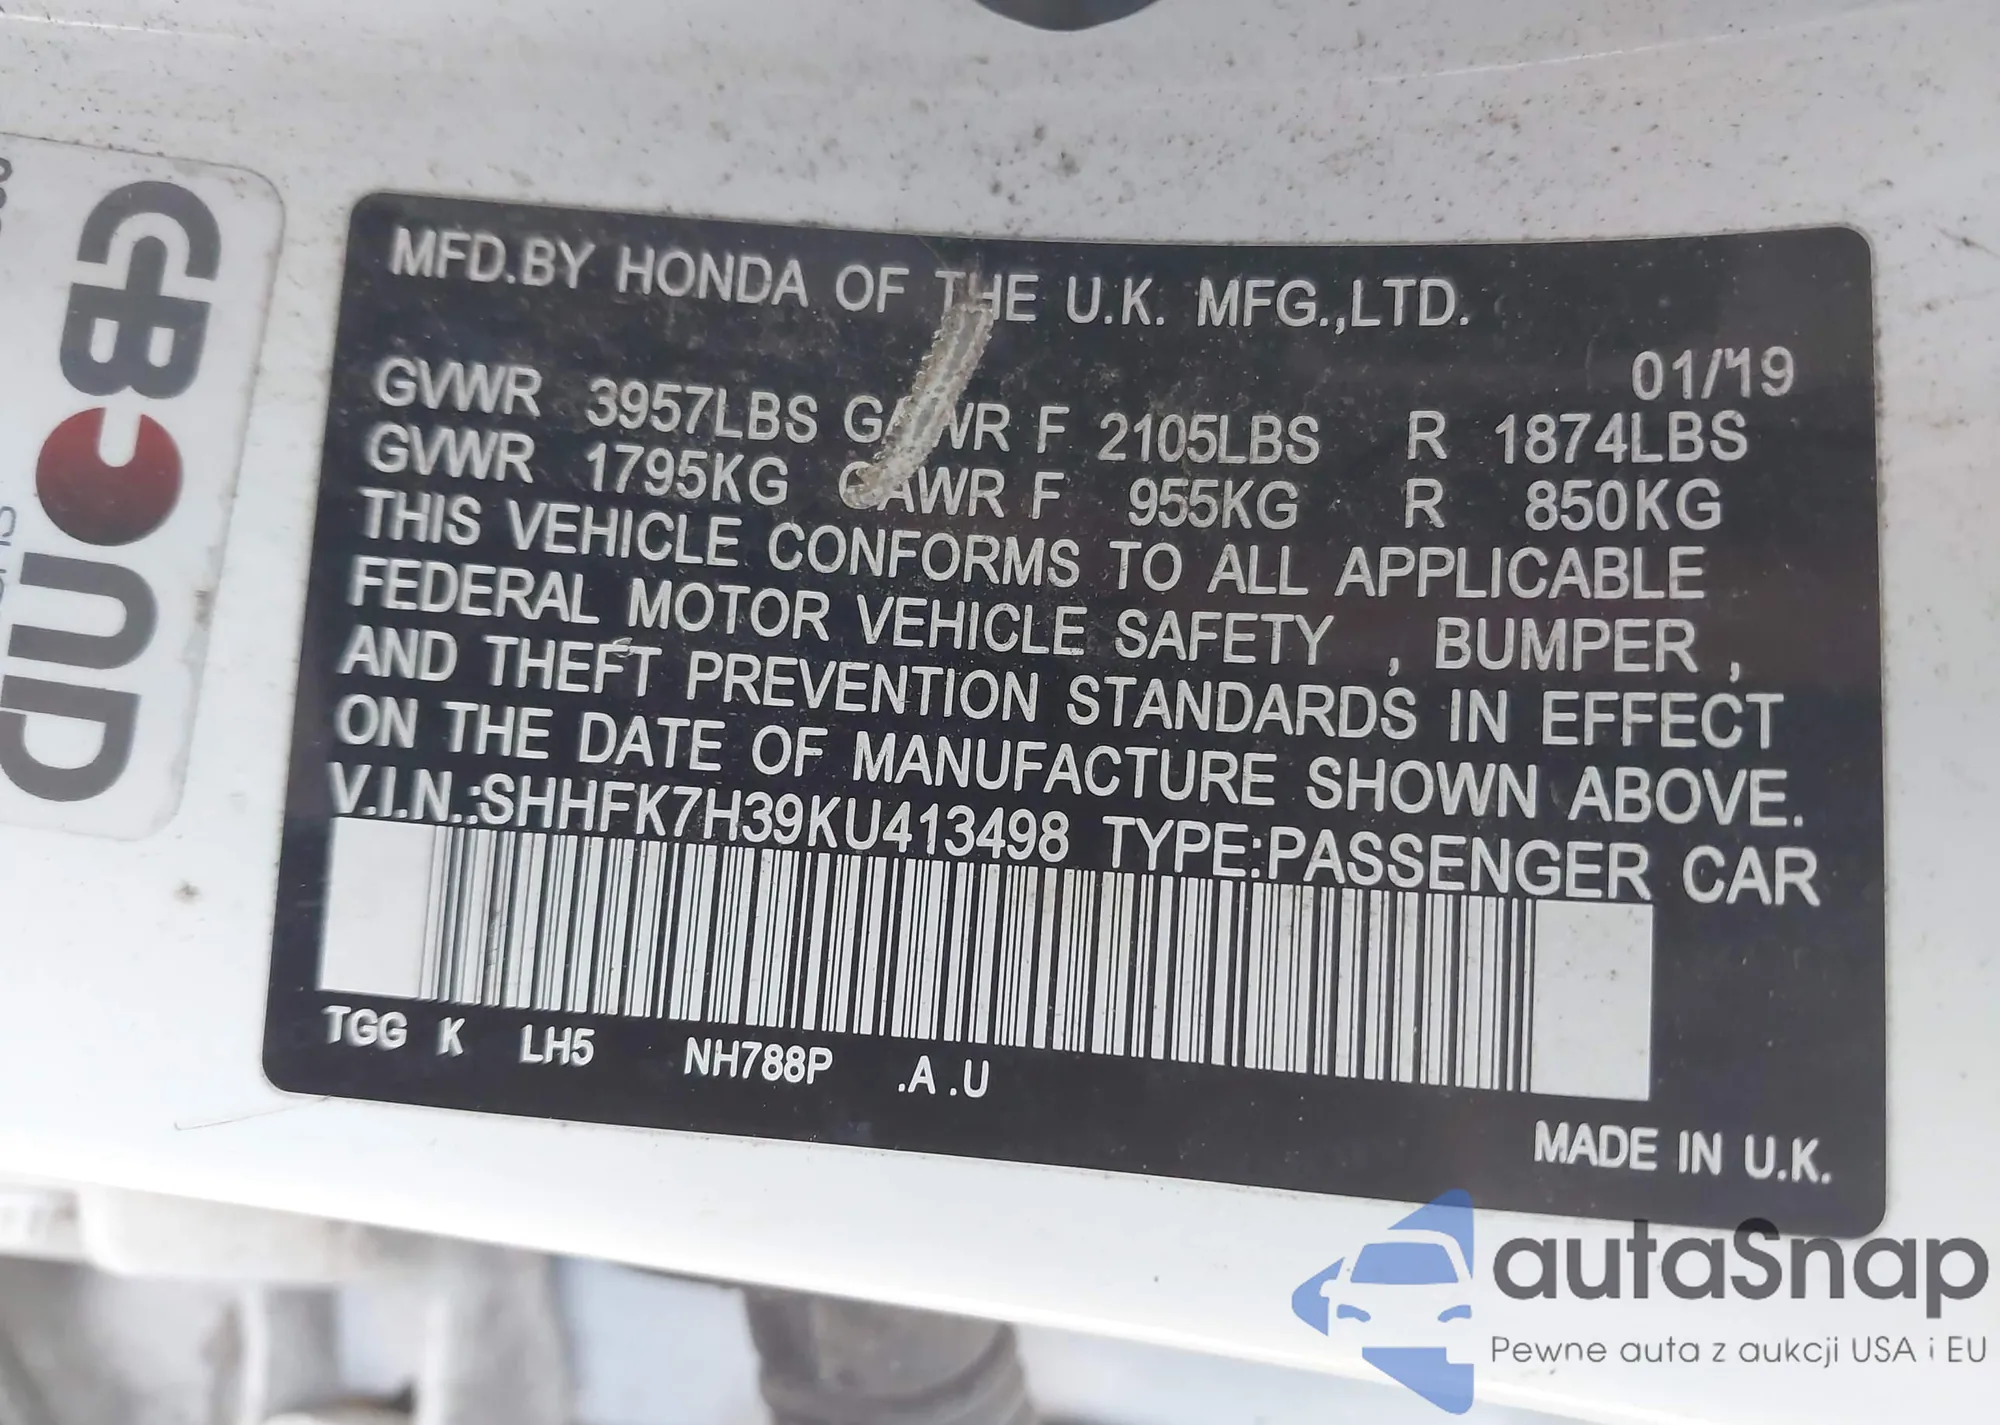 MFD.BY HONDA OF THE U.K. MFG.,LTD.
01/19
GVWR 3957LBS GAWR F 2105LBS R 1874LBS
GVWR 1795KG GAWR F 955KG R 850KG
THIS VEHICLE CONFORMS TO ALL APPLICABLE
FEDERAL MOTOR VEHICLE SAFETY , BUMPER ,
AND THEFT PREVENTION STANDARDS IN EFFECT
ON THE DATE OF MANUFACTURE SHOWN ABOVE.
V.I.N.:SHHFK7H39KU413498 TYPE:PASSENGER CAR
TGG K LH5 NH788P .A .U
MADE IN U.K.
autaSnap
Pewne auta z aukcji USA i EU